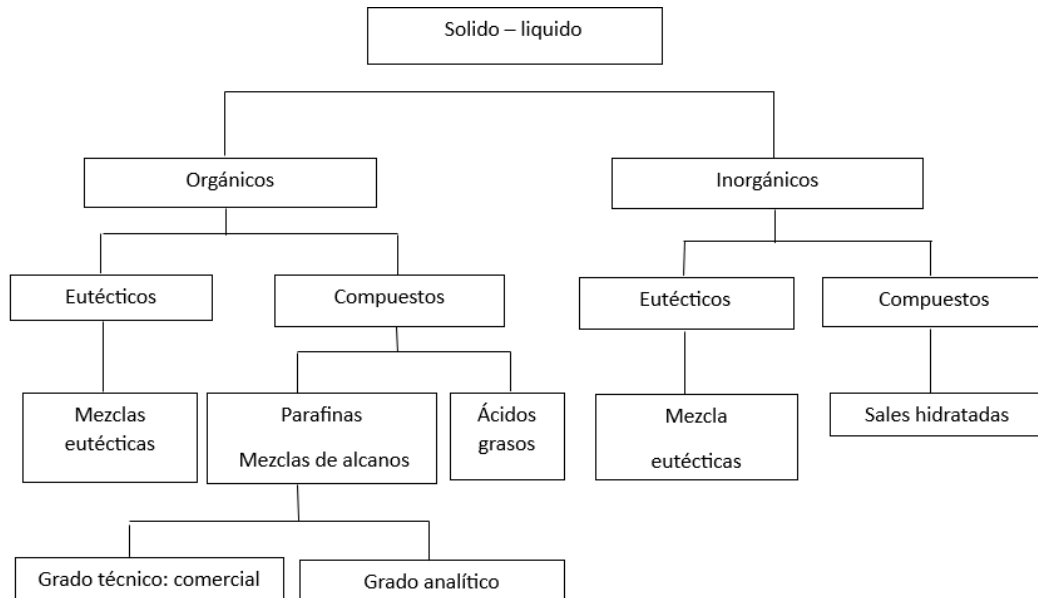 Solido – liquido
Orgánicos
Inorgánicos
Eutécticos
Compuestos
Eutécticos
Compuestos
Mezclas
eutécticas
Parafinas
Mezclas de alcanos
Ácidos
grasos
Mezcla
eutécticas
Sales hidratadas
Grado técnico: comercial
Grado analítico